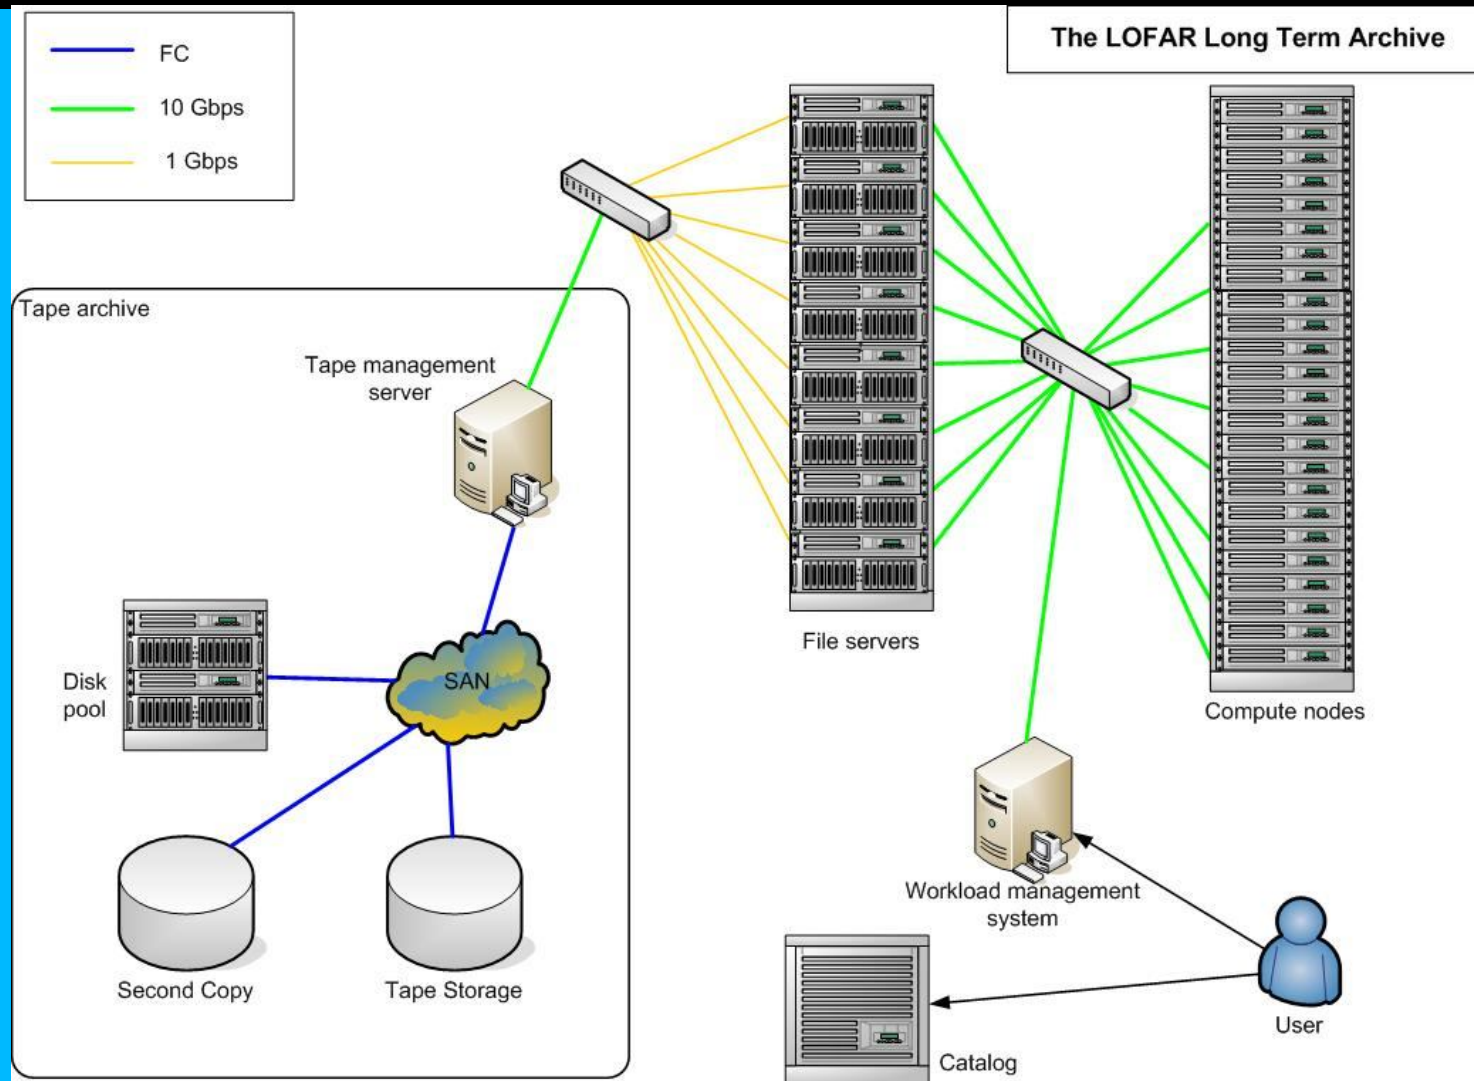 The LOFAR Long Term Archive
FC
10 Gbps
1 Gbps
Tape archive
Tape management
server
File servers
Disk
pool
SAN
Compute nodes
Workload management
system
Second Copy
Tape Storage
User
Catalog